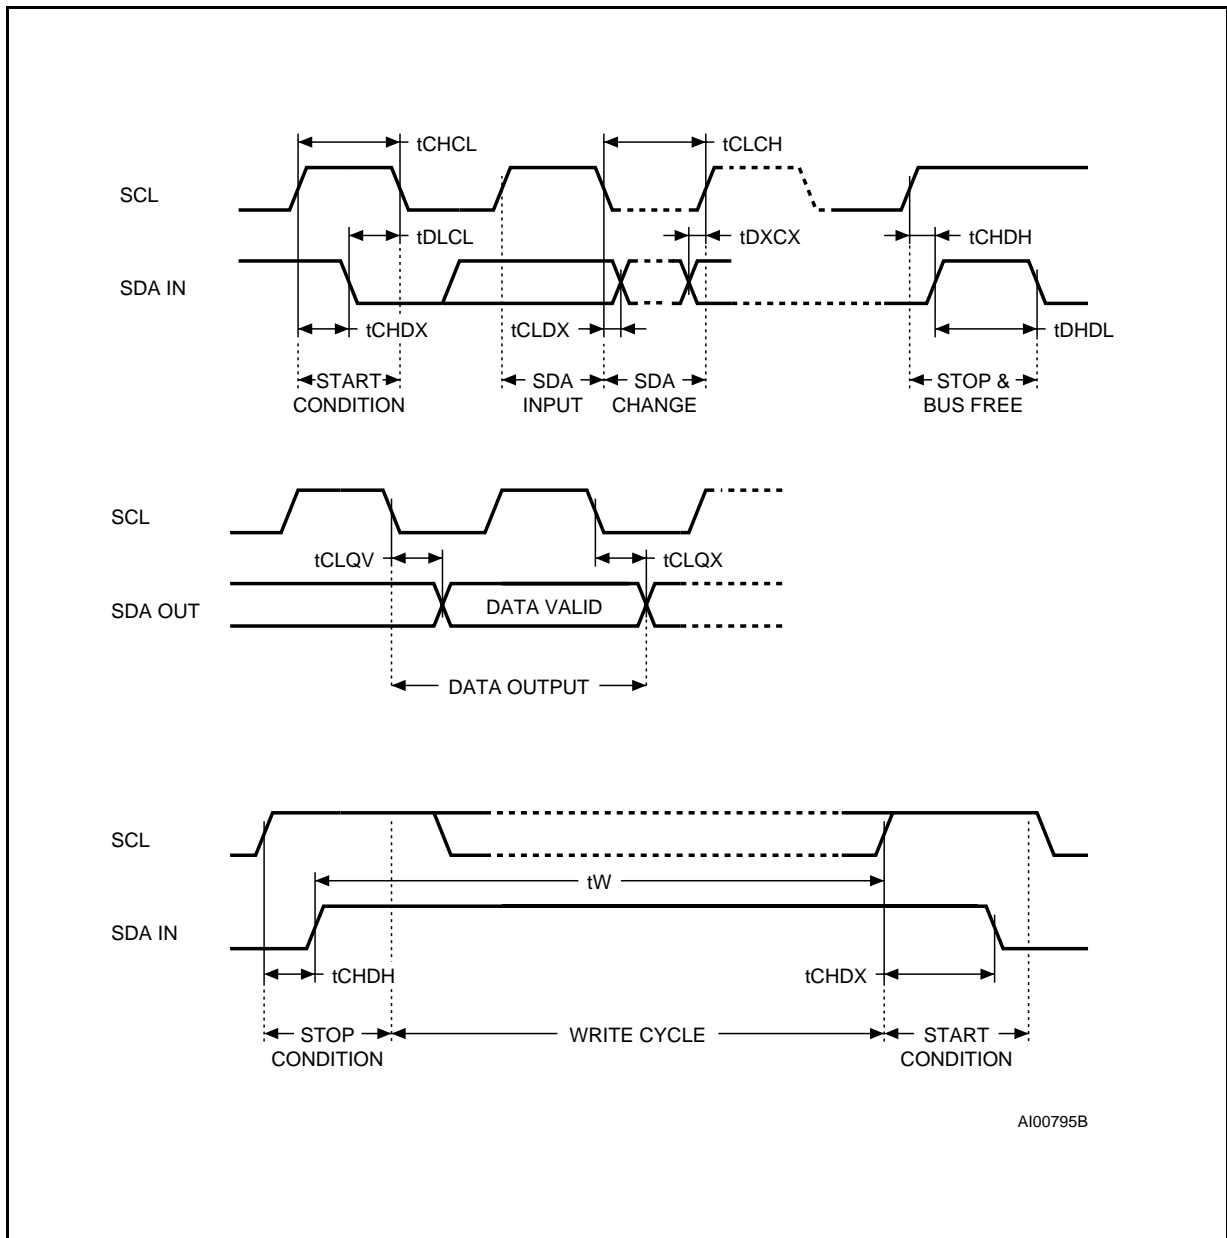 tCHCL
tCLCH
SCL
tDLCL
tDXCX
tCHDH
SDA IN
tCHDX
tCLDX
tDHDL
START
CONDITION
SDA
INPUT
SDA
CHANGE
STOP &
BUS FREE
SCL
tCLQV
tCLQX
SDA OUT
DATA VALID
DATA OUTPUT
SCL
tW
SDA IN
tCHDH
tCHDX
STOP
CONDITION
WRITE CYCLE
START
CONDITION
AI00795B